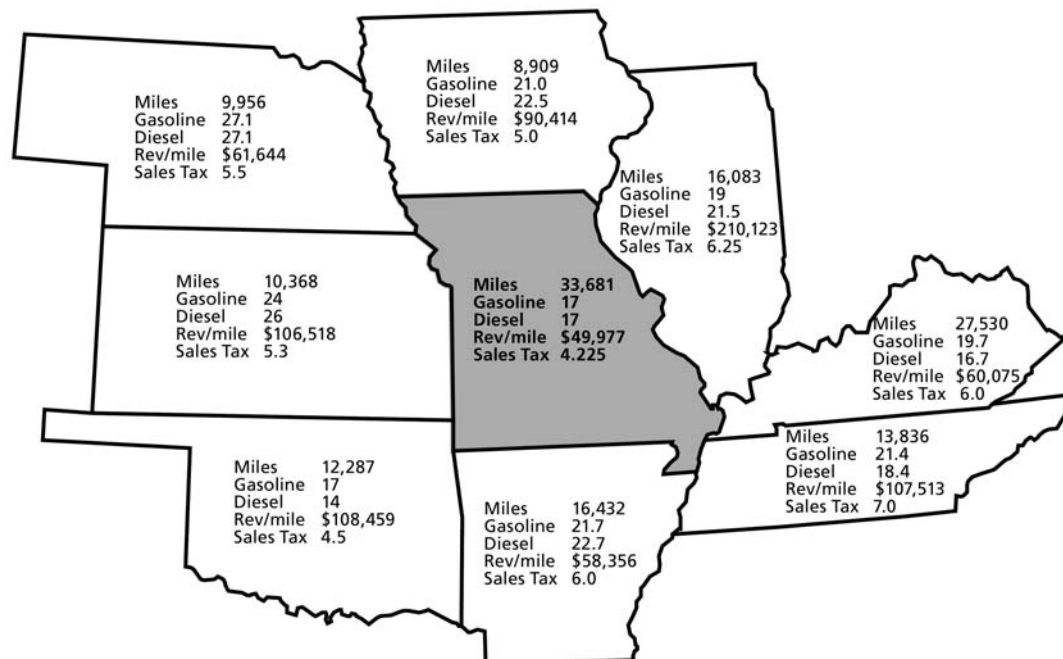 Miles 8,909
Gasoline 21.0
Diesel 22.5
Rev/mile $90,414
Sales Tax 5.0
Miles 9,956
Gasoline 27.1
Diesel 27.1
Rev/mile $61,644
Sales Tax 5.5
Miles 16,083
Gasoline 19
Diesel 21.5
Rev/mile $210,123
Sales Tax 6.25
Miles 10,368
Gasoline 24
Diesel 26
Rev/mile $106,518
Sales Tax 5.3
Miles 33,681
Gasoline 17
Diesel 17
Rev/mile $49,977
Sales Tax 4.225
Miles 27,530
Gasoline 19.7
Diesel 16.7
Rev/mile $60,075
Sales Tax 6.0
Miles 13,836
Gasoline 21.4
Diesel 18.4
Rev/mile $107,513
Sales Tax 7.0
Miles 12,287
Gasoline 17
Diesel 14
Rev/mile $108,459
Sales Tax 4.5
Miles 16,432
Gasoline 21.7
Diesel 22.7
Rev/mile $58,356
Sales Tax 6.0